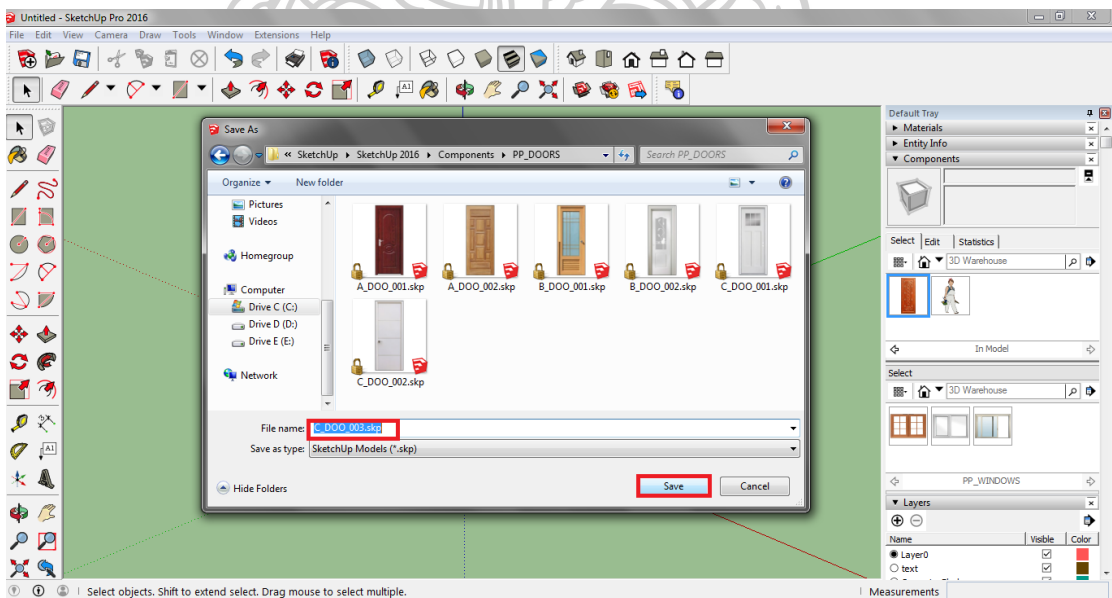 Untitled - SketchUp Pro 2016
File Edit View Camera Draw Tools Window Extensions Help
A1
Save As
« SketchUp ▸ SketchUp 2016 ▸ Components ▸ PP_DOORS
Search PP_DOORS
Organize New folder
Pictures
Videos
Homegroup
Computer
Drive C (C:)
Drive D (D:)
Drive E (E:)
Network
A_DOO_001.skp
A_DOO_002.skp
B_DOO_001.skp
B_DOO_002.skp
C_DOO_001.skp
C_DOO_002.skp
File name: C_DOO_003.skp
Save as type: SketchUp Models (*.skp)
Hide Folders
Save
Cancel
A1
Default Tray
Materials
Entity Info
Components
Select Edit Statistics
3D Warehouse
In Model
Select
3D Warehouse
PP_WINDOWS
Layers
Name Visible Color
Layer0
text
Select objects. Shift to extend select. Drag mouse to select multiple.
Measurements